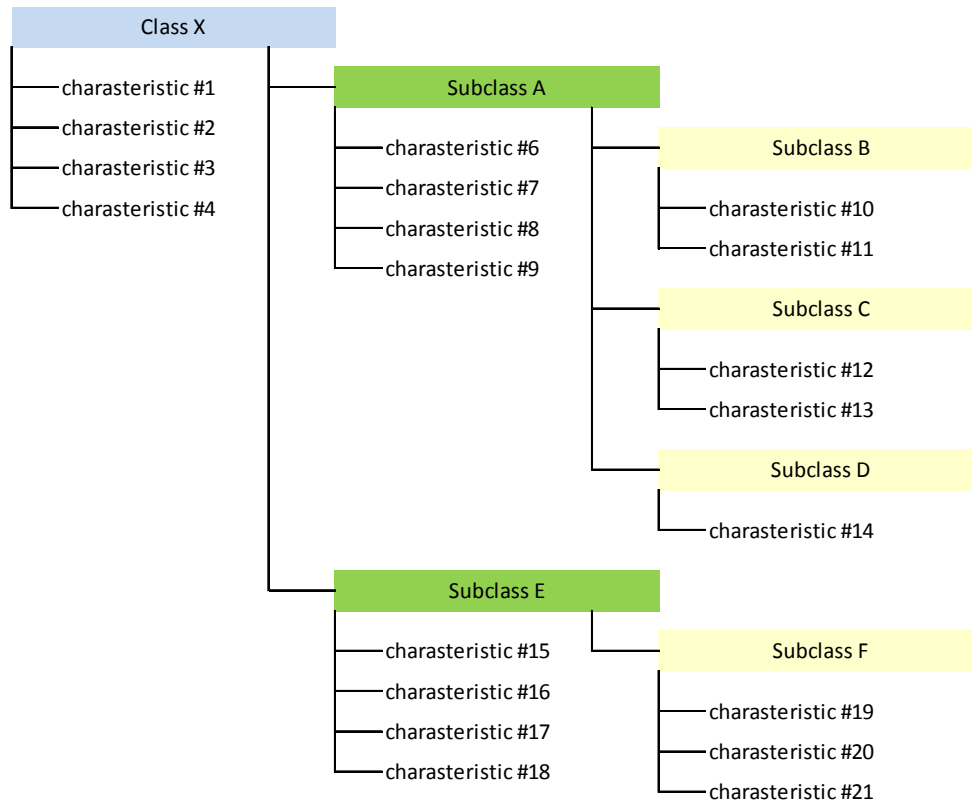 Class X
charasteristic #1
charasteristic #2
charasteristic #3
charasteristic #4
Subclass A
charasteristic #6
charasteristic #7
charasteristic #8
charasteristic #9
Subclass B
charasteristic #10
charasteristic #11
Subclass C
charasteristic #12
charasteristic #13
Subclass D
charasteristic #14
Subclass E
charasteristic #15
charasteristic #16
charasteristic #17
charasteristic #18
Subclass F
charasteristic #19
charasteristic #20
charasteristic #21